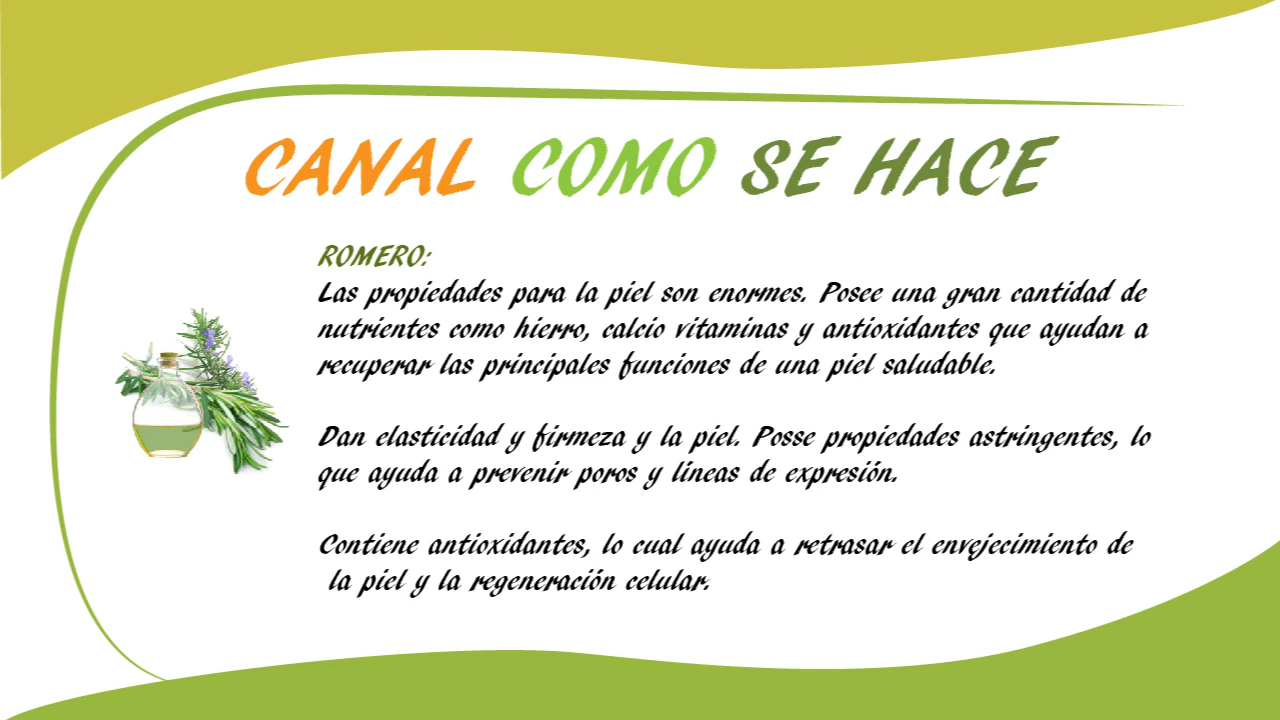 CANAL COMO SE HACE
ROMERO:
Las propiedades para la piel son enormes. Posee una gran cantidad de
nutrientes como hierro, calcio vitaminas y antioxidantes que ayudan a
recuperar las principales funciones de una piel saludable.
Dan elasticidad y firmeza y la piel. Posse propiedades astringentes, lo
que ayuda a prevenir poros y líneas de expresión.
Contiene antioxidantes, lo cual ayuda a retrasar el envejecimiento de
la piel y la regeneración celular.